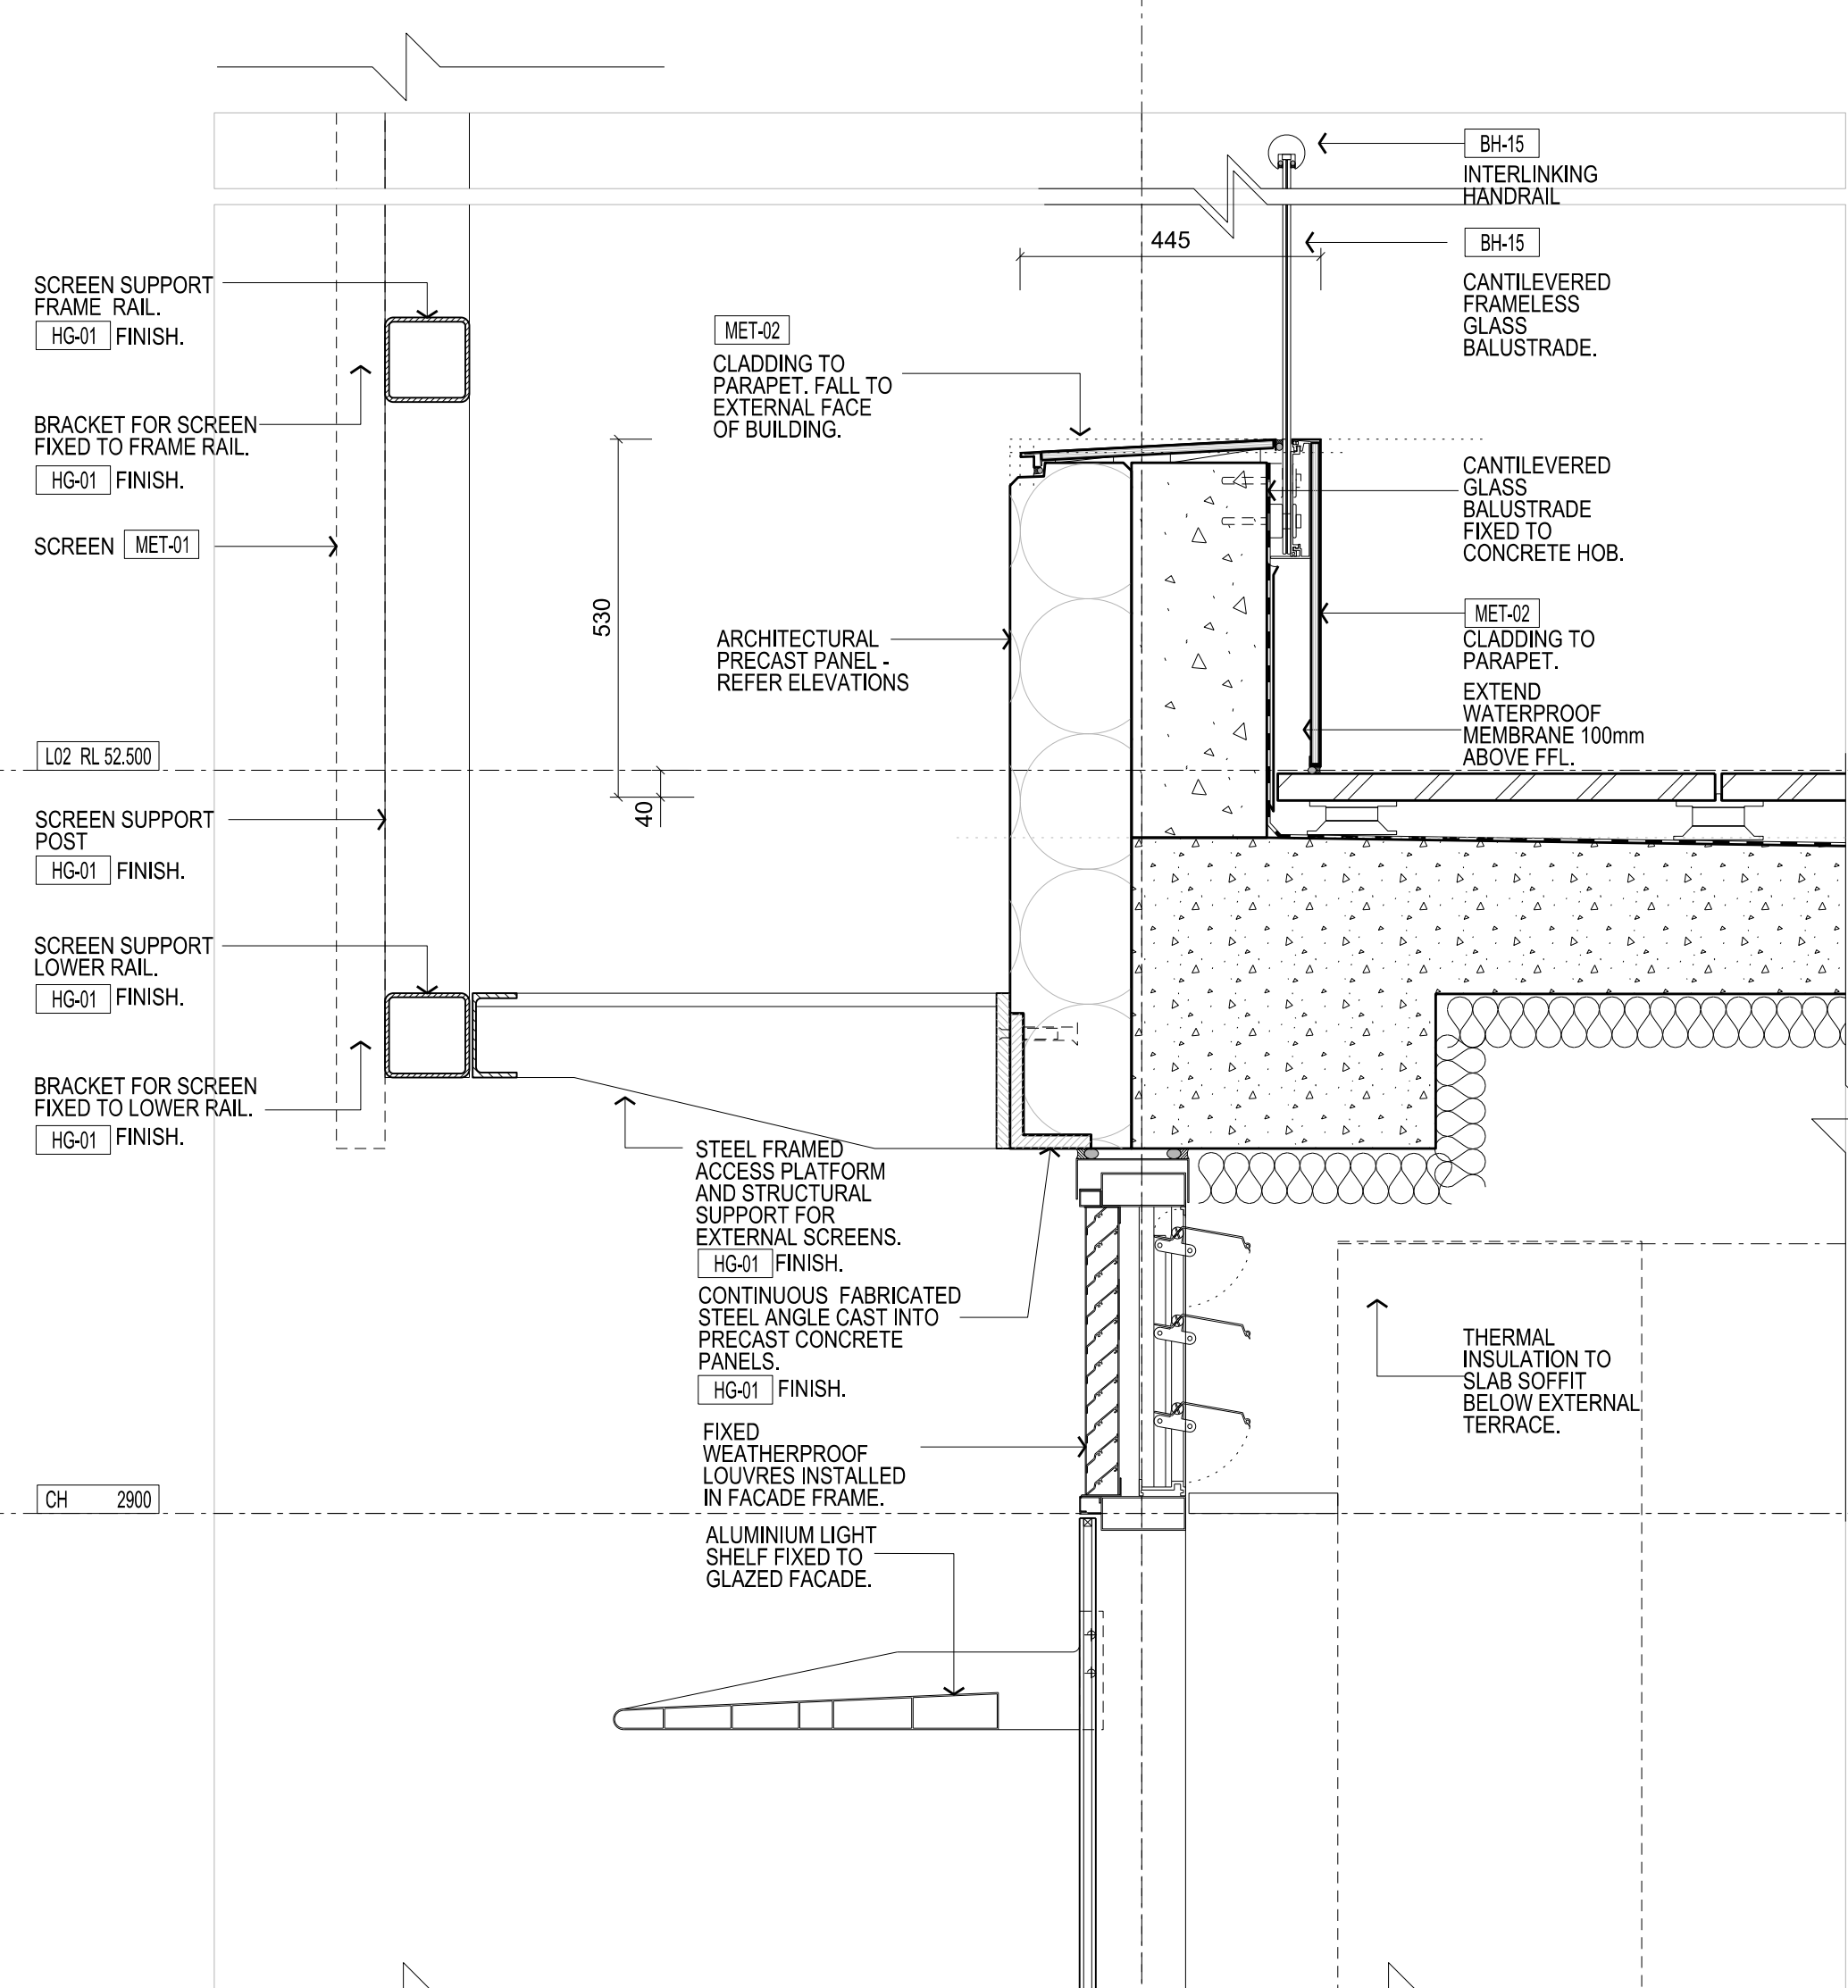 SCREEN SUPPORT
FRAME RAIL.
HG-01 FINISH.
BRACKET FOR SCREEN
FIXED TO FRAME RAIL.
HG-01 FINISH.
SCREEN MET-01
L02 RL 52.500
SCREEN SUPPORT
POST
HG-01 FINISH.
SCREEN SUPPORT
LOWER RAIL.
HG-01 FINISH.
BRACKET FOR SCREEN
FIXED TO LOWER RAIL.
HG-01 FINISH.
CH 2900
530
40
445
MET-02
CLADDING TO
PARAPET. FALL TO
EXTERNAL FACE
OF BUILDING.
ARCHITECTURAL
PRECAST PANEL -
REFER ELEVATIONS
STEEL FRAMED
ACCESS PLATFORM
AND STRUCTURAL
SUPPORT FOR
EXTERNAL SCREENS.
HG-01 FINISH.
CONTINUOUS FABRICATED
STEEL ANGLE CAST INTO
PRECAST CONCRETE
PANELS.
HG-01 FINISH.
FIXED
WEATHERPROOF
LOUVRES INSTALLED
IN FACADE FRAME.
ALUMINIUM LIGHT
SHELF FIXED TO
GLAZED FACADE.
BH-15
INTERLINKING
HANDRAIL
BH-15
CANTILEVERED
FRAMELESS
GLASS
BALUSTRADE.
CANTILEVERED
GLASS
BALUSTRADE
FIXED TO
CONCRETE HOB.
MET-02
CLADDING TO
PARAPET.
EXTEND
WATERPROOF
MEMBRANE 100mm
ABOVE FFL.
THERMAL
INSULATION TO
SLAB SOFFIT
BELOW EXTERNAL
TERRACE.